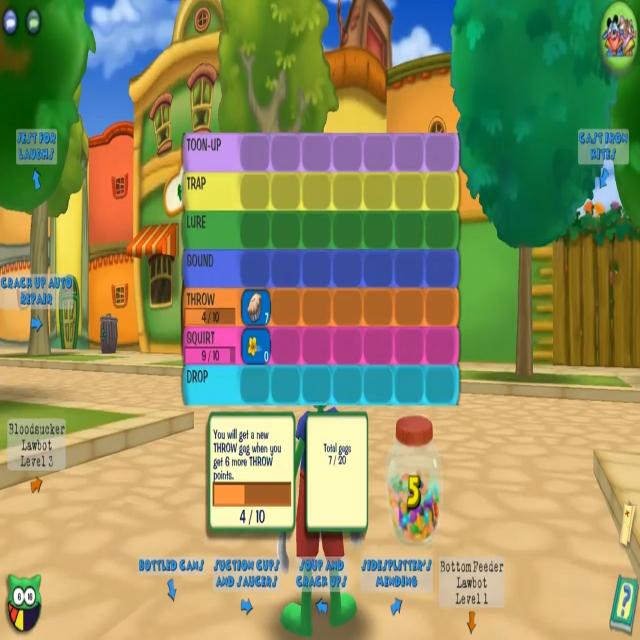 JEST FOR
LAUGHS
CAST IRON
KITES
TOON-UP
TRAP
LURE
SOUND
THROW
4 / 10
7
SQUIRT
9 / 10
0
DROP
CRACK UP AUTO
REPAIR
Bloodsucker
Lawbot
Level 3
You will get a new
THROW gag when you
get 6 more THROW
points.
4 / 10
Total gags
7 / 20
5
BOTTLED GAGS
SUCTION CUPS
AND SAUCERS
SOUP AND
CRACK UPS
SIDESPLITTER'S
MENDING
Bottom Feeder
Lawbot
Level 1
?